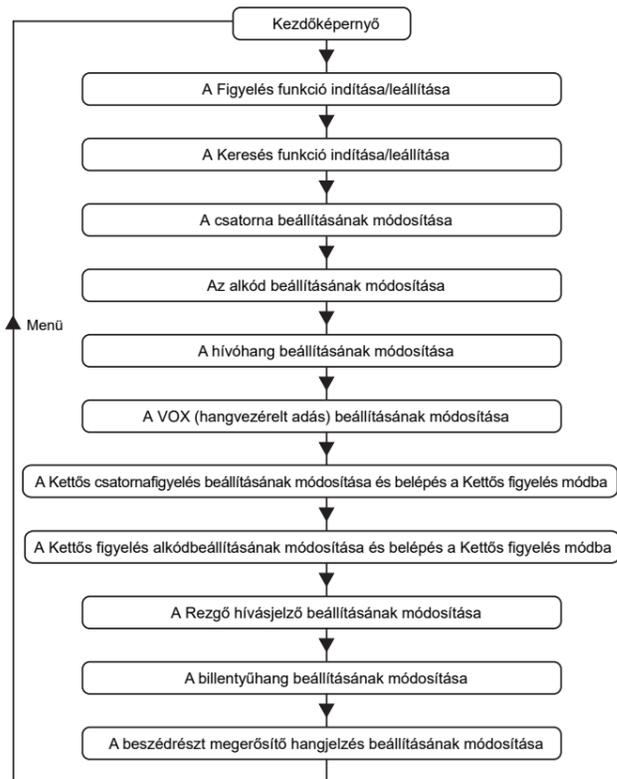 Kezdőképernyő
A Figyelés funkció indítása/leállítása
A Keresés funkció indítása/leállítása
A csatorna beállításának módosítása
Az alkód beállításának módosítása
Menü
A hívóhang beállításának módosítása
A VOX (hangvezérelt adás) beállításának módosítása
A Kettős csatornafigyelés beállításának módosítása és belépés a Kettős figyelés módba
A Kettős figyelés alkódbeállításának módosítása és belépés a Kettős figyelés módba
A Rezgő hívásjelző beállításának módosítása
A billentyűhang beállításának módosítása
A beszédrészt megerősítő hangjelzés beállításának módosítása